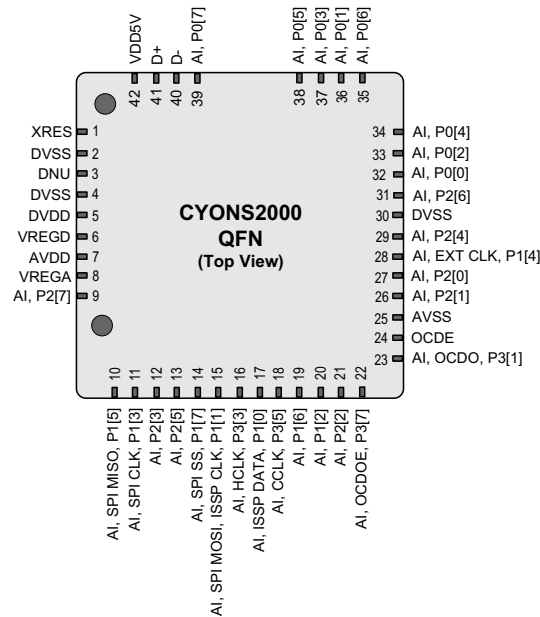 VDD5V
D+
D-
AI, P0[7]
AI, P0[5]
AI, P0[3]
AI, P0[1]
AI, P0[6]
42
41
40
39
38
37
36
35
XRES 1
DVSS 2
DNU 3
DVSS 4
DVDD 5
VREGD 6
AVDD 7
VREGA 8
AI, P2[7] 9
CYONS2000
QFN
(Top View)
34 AI, P0[4]
33 AI, P0[2]
32 AI, P0[0]
31 AI, P2[6]
30 DVSS
29 AI, P2[4]
28 AI, EXT CLK, P1[4]
27 AI, P2[0]
26 AI, P2[1]
25 AVSS
24 OCDE
23 AI, OCDO, P3[1]
10
11
12
13
14
15
16
17
18
19
20
21
22
AI, SPI MISO, P1[5]
AI, SPI CLK, P1[3]
AI, P2[3]
AI, P2[5]
AI, SPI SS, P1[7]
AI, SPI MOSI, ISSP CLK, P1[1]
AI, HCLK, P3[3]
AI, ISSP DATA, P1[0]
AI, CCLK, P3[5]
AI, P1[6]
AI, P1[2]
AI, P2[2]
AI, OCDOE, P3[7]